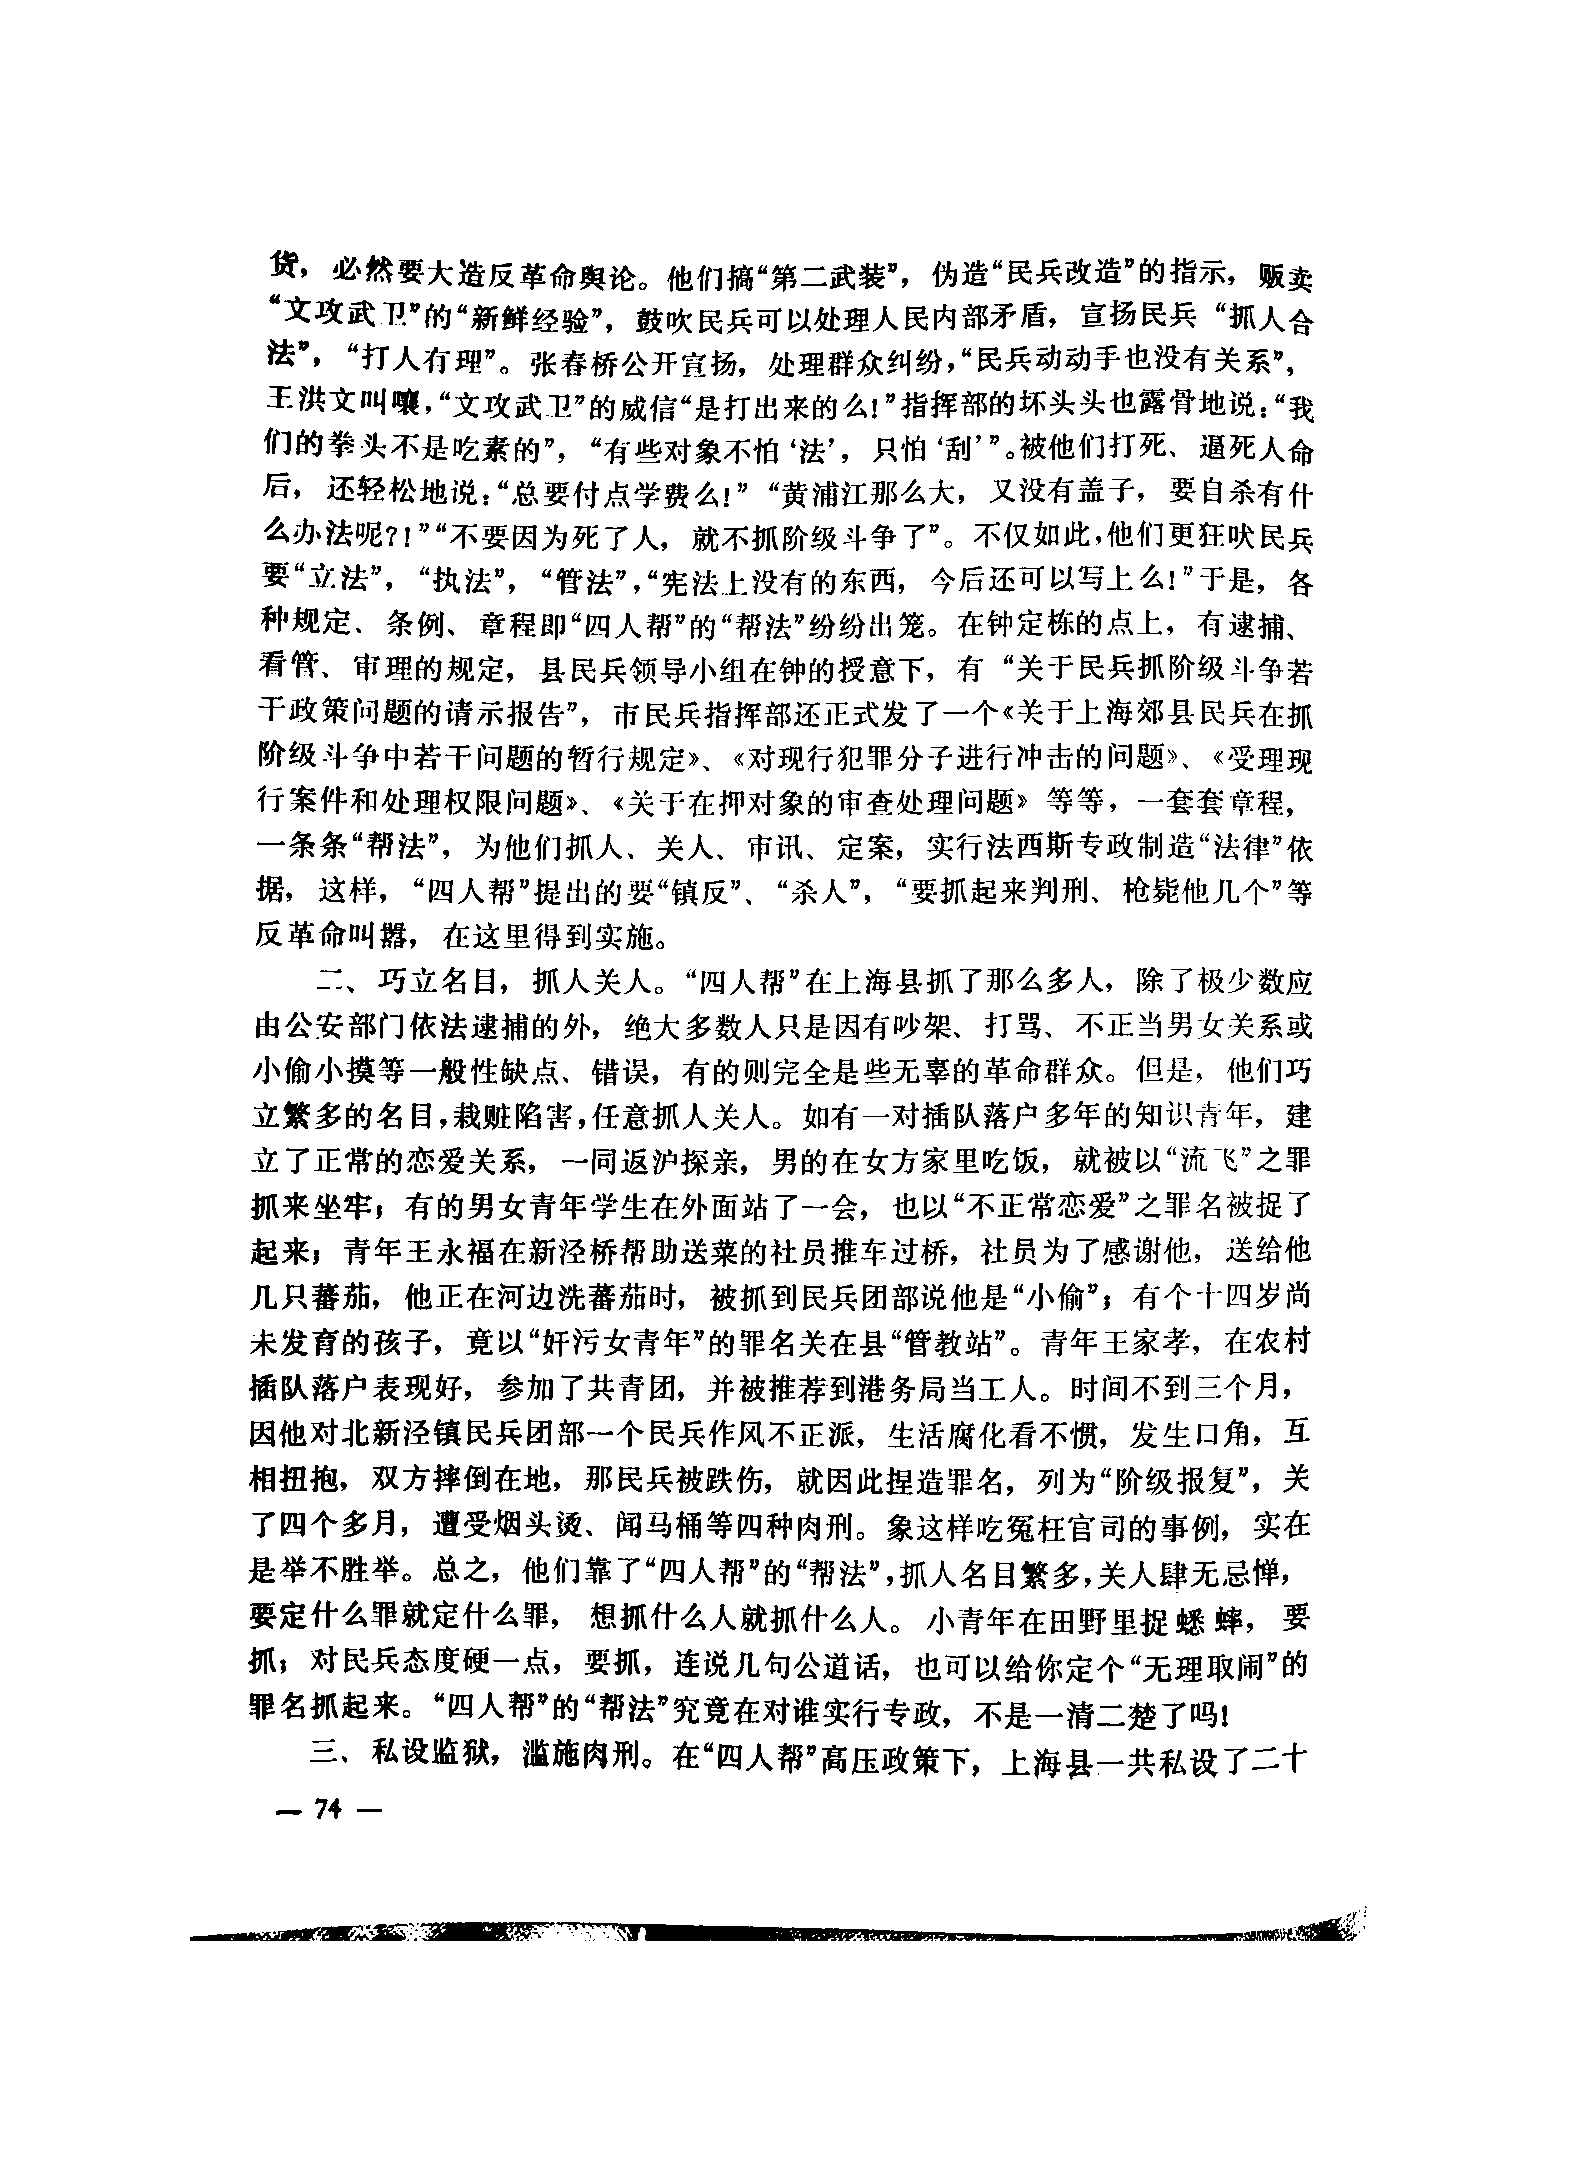 货，必然要大造反革命舆论。他们搞“第二武装”，伪造“民兵改造”的指示，贩卖
“文攻武卫”的“新鲜经验”，鼓吹民兵可以处理人民内部矛盾，宣扬民兵“抓人合
法”，“打人有理”。张春桥公开宣扬，处理群众纠纷，“民兵动动手也没有关系”，
王洪文叫嚷，“文攻武卫”的威信“是打出来的么！”指挥部的坏头头也露骨地说：“我
们的拳头不是吃素的”，“有些对象不怕‘法’，只怕‘刮’”。被他们打死、逼死人命
后，还轻松地说：“总要付点学费么！”“黄浦江那么大，又没有盖子，要自杀有什
么办法呢？！”“不要因为死了人，就不抓阶级斗争了”。不仅如此，他们更狂吠民兵
要“立法”，“执法”，“管法”，“宪法上没有的东西，今后还可以写上么！”于是，各
种规定、条例、章程即“四人帮”的“帮法”纷纷出笼。在钟定栋的点上，有逮捕、
看管、审理的规定，县民兵领导小组在钟的授意下，有“关于民兵抓阶级斗争若
干政策问题的请示报告”，市民兵指挥部还正式发了一个《关于上海郊县民兵在抓
阶级斗争中若干问题的暂行规定》、《对现行犯罪分子进行冲击的问题》、《受理现
行案件和处理权限问题》、《关于在押对象的审查处理问题》等等，一套套章程，
一条条“帮法”，为他们抓人、关人、审讯、定案，实行法西斯专政制造“法律”依
据，这样，“四人帮”提出的要“镇反”、“杀人”，“要抓起来判刑、枪毙他几个”等
反革命叫嚣，在这里得到实施。
二、巧立名目，抓人关人。“四人帮”在上海县抓了那么多人，除了极少数应
由公安部门依法逮捕的外，绝大多数人只是因有吵架、打骂、不正当男女关系或
小偷小摸等一般性缺点、错误，有的则完全是些无辜的革命群众。但是，他们巧
立繁多的名目，栽赃陷害，任意抓人关人。如有一对插队落户多年的知识青年，建
立了正常的恋爱关系，一同返沪探亲，男的在女方家里吃饭，就被以“流飞”之罪
抓来坐牢；有的男女青年学生在外面站了一会，也以“不正常恋爱”之罪名被捉了
起来；青年王永福在新泾桥帮助送菜的社员推车过桥，社员为了感谢他，送给他
几只蕃茄，他正在河边洗蕃茄时，被抓到民兵团部说他是“小偷”；有个十四岁尚
未发育的孩子，竟以“奸污女青年”的罪名关在县“管教站”。青年王家孝，在农村
插队落户表现好，参加了共青团，并被推荐到港务局当工人。时间不到三个月，
因他对北新泾镇民兵团部一个民兵作风不正派，生活腐化看不惯，发生口角，互
相扭抱，双方摔倒在地，那民兵被跌伤，就因此捏造罪名，列为“阶级报复”，关
了四个多月，遭受烟头烫、闻马桶等四种肉刑。象这样吃冤枉官司的事例，实在
是举不胜举。总之，他们靠了“四人帮”的“帮法”，抓人名目繁多，关人肆无忌惮，
要定什么罪就定什么罪，想抓什么人就抓什么人。小青年在田野里捉蟋蟀，要
抓；对民兵态度硬一点，要抓，连说几句公道话，也可以给你定个“无理取闹”的
罪名抓起来。“四人帮”的“帮法”究竟在对谁实行专政，不是一清二楚了吗！
三、私设监狱，滥施肉刑。在“四人帮”高压政策下，上海县一共私设了二十
— 74 —